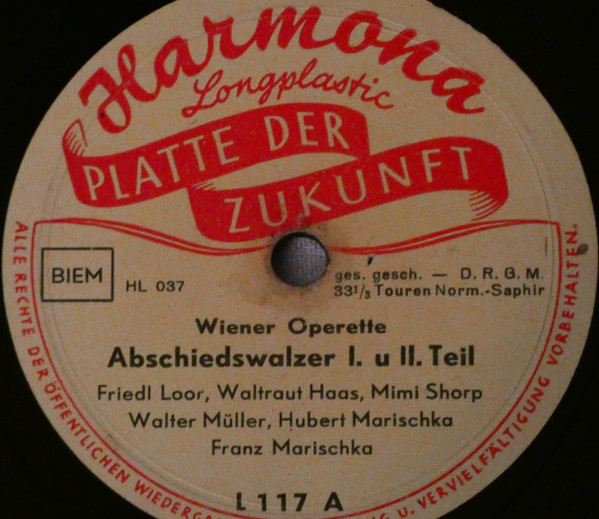 Harmona
Longplastic
PLATTE DER
ZUKUNFT
BIEM
HL 037
ges. gesch. — D. R. G. M.
33 1/3 Touren Norm.-Saphir
Wiener Operette
Abschiedswalzer I. u II. Teil
Friedl Loor, Waltraut Haas, Mimi Shorp
Walter Müller, Hubert Marischka
Franz Marischka
L 117 A
ALLE RECHTE DER ÖFFENTLICHEN WIEDERGA U. VERVIELFÄLTIGUNG VORBEHALTEN.